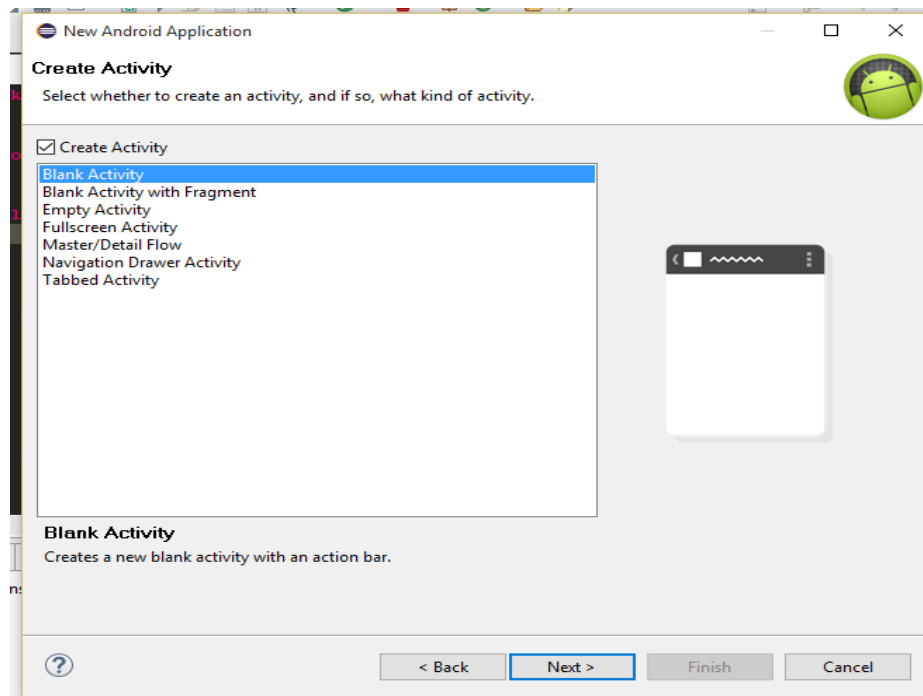 New Android Application
Create Activity
Select whether to create an activity, and if so, what kind of activity.
Create Activity
Blank Activity
Blank Activity with Fragment
Empty Activity
Fullscreen Activity
Master/Detail Flow
Navigation Drawer Activity
Tabbed Activity
Blank Activity
Creates a new blank activity with an action bar.
< Back
Next >
Finish
Cancel